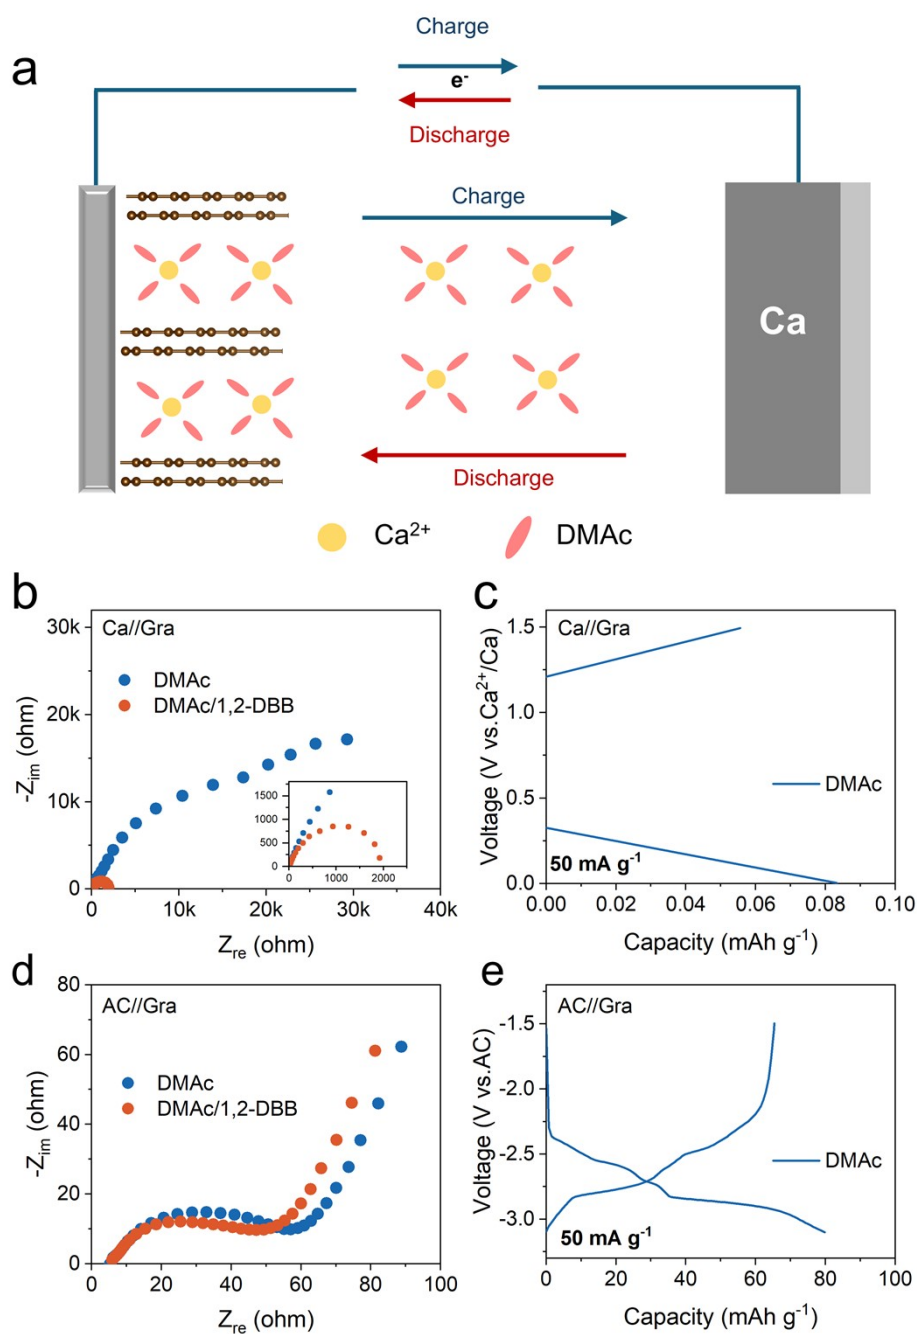 a
Charge
e⁻
Discharge
Charge
Ca
Discharge
Ca²⁺
DMAc
b
Ca//Gra
DMAc
DMAc/1,2-DBB
-Z_im (ohm)
30k
20k
10k
0
0
10k
20k
30k
40k
Z_re (ohm)
1500
1000
500
0
0
1000
2000
c
Ca//Gra
DMAc
50 mA g⁻¹
Voltage (V vs.Ca²⁺/Ca)
1.5
1.0
0.5
0.0
0.00
0.02
0.04
0.06
0.08
0.10
Capacity (mAh g⁻¹)
d
AC//Gra
DMAc
DMAc/1,2-DBB
-Z_im (ohm)
80
60
40
20
0
0
20
40
60
80
100
Z_re (ohm)
e
AC//Gra
DMAc
50 mA g⁻¹
Voltage (V vs.AC)
-1.5
-2.0
-2.5
-3.0
0
20
40
60
80
100
Capacity (mAh g⁻¹)